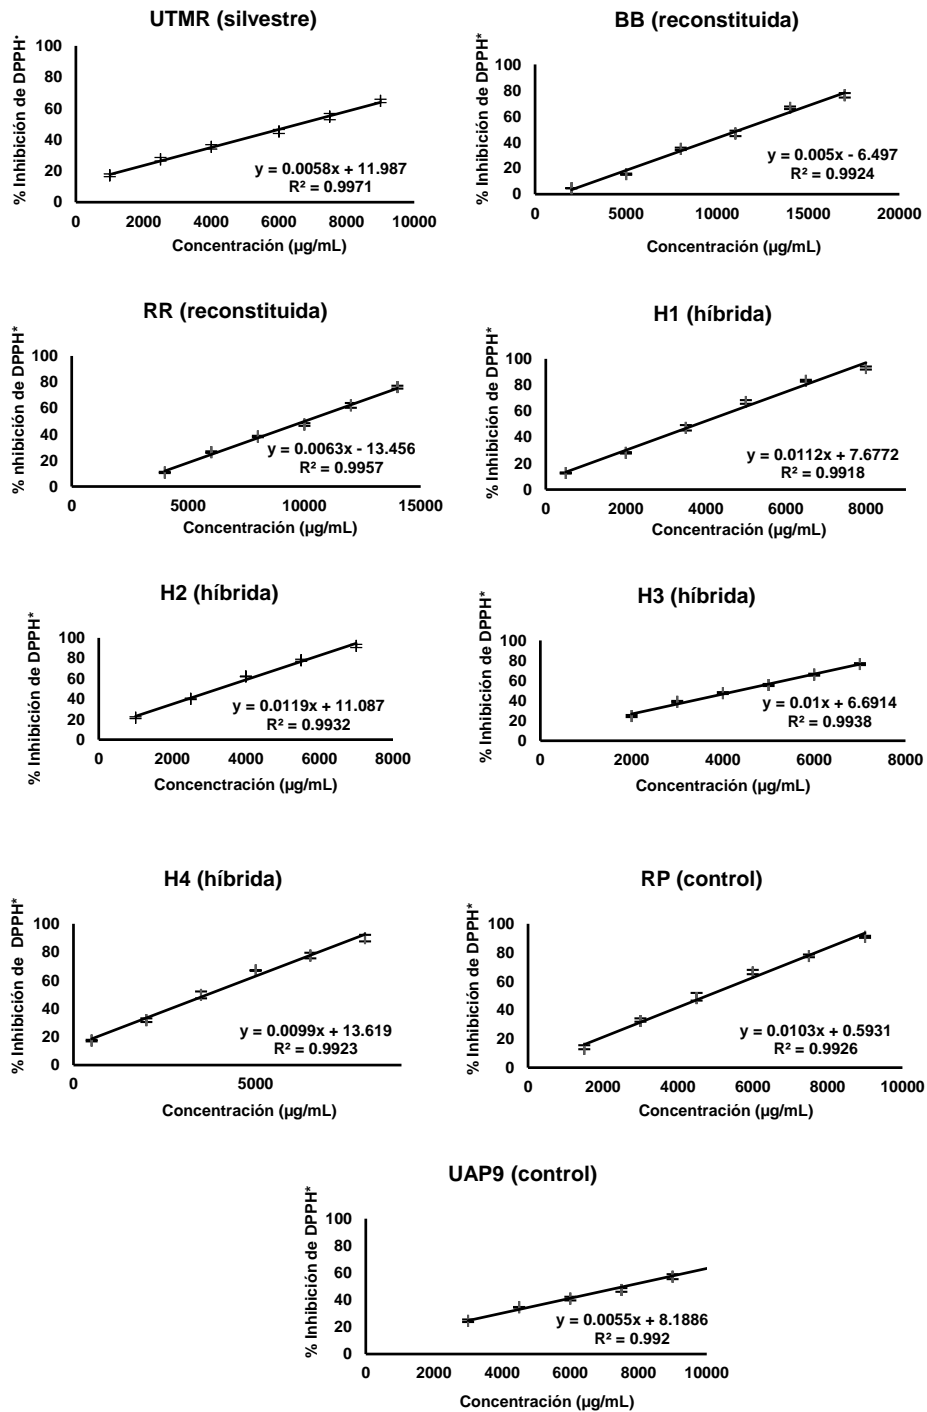 UTMR (silvestre)
% Inhibición de DPPH·
100
80
60
40
20
0
y = 0.0058x + 11.987
R² = 0.9971
0 2000 4000 6000 8000 10000
Concentración (µg/mL)
BB (reconstituida)
% Inhibición de DPPH*
100
80
60
40
20
0
y = 0.005x - 6.497
R² = 0.9924
0 5000 10000 15000 20000
Concentración (µg/mL)
RR (reconstituida)
% nhibición de DPPH*
100
80
60
40
20
0
y = 0.0063x - 13.456
R² = 0.9957
0 5000 10000 15000
Concentración (µg/mL)
H1 (híbrida)
% Inhibición de DPPH*
100
80
60
40
20
0
y = 0.0112x + 7.6772
R² = 0.9918
0 2000 4000 6000 8000
Concentración (µg/mL)
H2 (híbrida)
% Inhibición de DPPH*
100
80
60
40
20
0
y = 0.0119x + 11.087
R² = 0.9932
0 2000 4000 6000 8000
Concenctración (µg/mL)
H3 (híbrida)
% Inhibición de DPPH*
100
80
60
40
20
0
y = 0.01x + 6.6914
R² = 0.9938
0 2000 4000 6000 8000
Concentración (µg/mL)
H4 (híbrida)
% Inhibición de DPPH*
100
80
60
40
20
0
y = 0.0099x + 13.619
R² = 0.9923
0 5000
Concentración (µg/mL)
RP (control)
% Inhibición de DPPH*
100
80
60
40
20
0
y = 0.0103x + 0.5931
R² = 0.9926
0 2000 4000 6000 8000 10000
Concentración (µg/mL)
UAP9 (control)
% Inhibición de DPPH*
100
80
60
40
20
0
y = 0.0055x + 8.1886
R² = 0.992
0 2000 4000 6000 8000 10000
Concentración (µg/mL)